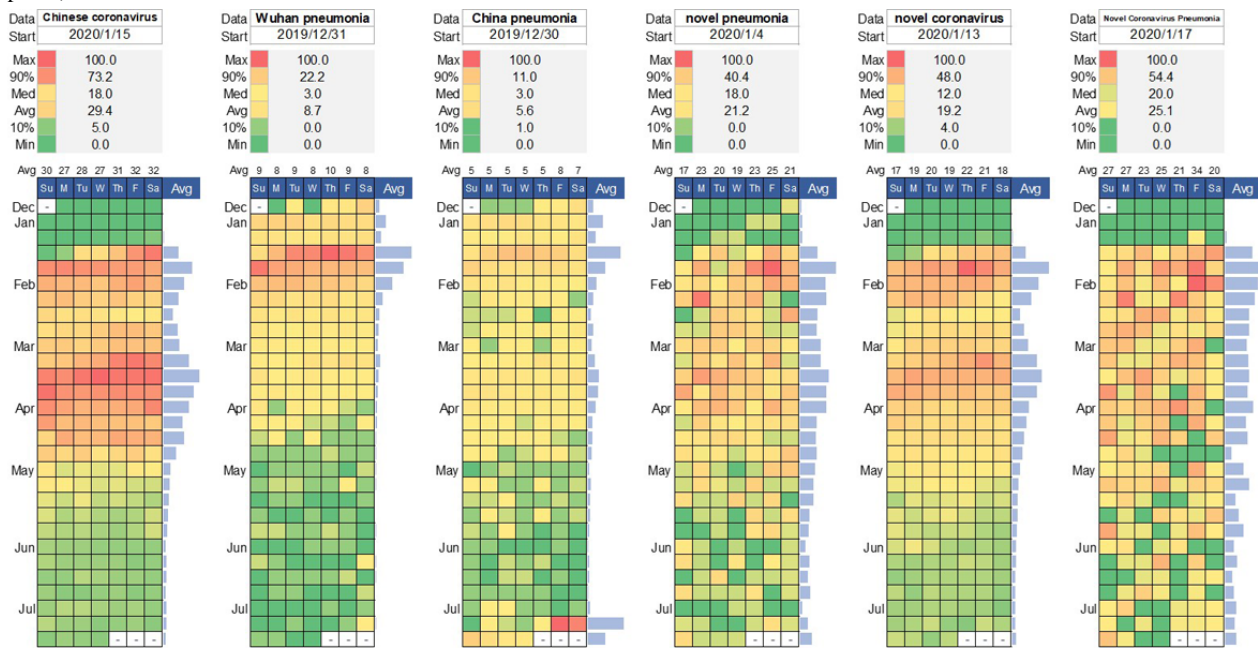 Data Chinese coronavirus
Start 2020/1/15
Max 100.0
90% 73.2
Med 18.0
Avg 29.4
10% 5.0
Min 0.0
Avg 30 27 28 27 31 32 32
Su M Tu W Th F Sa Avg
Dec -
Jan
Feb
Mar
Apr
May
Jun
Jul
- - -
Data Wuhan pneumonia
Start 2019/12/31
Max 100.0
90% 22.2
Med 3.0
Avg 8.7
10% 0.0
Min 0.0
Avg 9 8 9 8 10 9 8
Su M Tu W Th F Sa Avg
Dec - -
Jan
Feb
Mar
Apr
May
Jun
Jul
- - -
Data China pneumonia
Start 2019/12/30
Max 100.0
90% 11.0
Med 3.0
Avg 5.6
10% 1.0
Min 0.0
Avg 5 5 5 5 5 8 7
Su M Tu W Th F Sa Avg
Dec -
Jan
Feb
Mar
Apr
May
Jun
Jul
- - -
Data novel pneumonia
Start 2020/1/4
Max 100.0
90% 40.4
Med 18.0
Avg 21.2
10% 0.0
Min 0.0
Avg 17 23 20 19 23 25 21
Su M Tu W Th F Sa Avg
Dec -
Jan
Feb
Mar
Apr
May
Jun
Jul
- - -
Data novel coronavirus
Start 2020/1/13
Max 100.0
90% 48.0
Med 12.0
Avg 19.2
10% 4.0
Min 0.0
Avg 17 19 20 19 22 21 18
Su M Tu W Th F Sa Avg
Dec -
Jan
Feb
Mar
Apr
May
Jun
Jul
- - -
Data Novel Coronavirus Pneumonia
Start 2020/1/17
Max 100.0
90% 54.4
Med 20.0
Avg 25.1
10% 0.0
Min 0.0
Avg 27 27 23 25 21 34 20
Su M Tu W Th F Sa Avg
Dec -
Jan
Feb
Mar
Apr
May
Jun
Jul
- - -